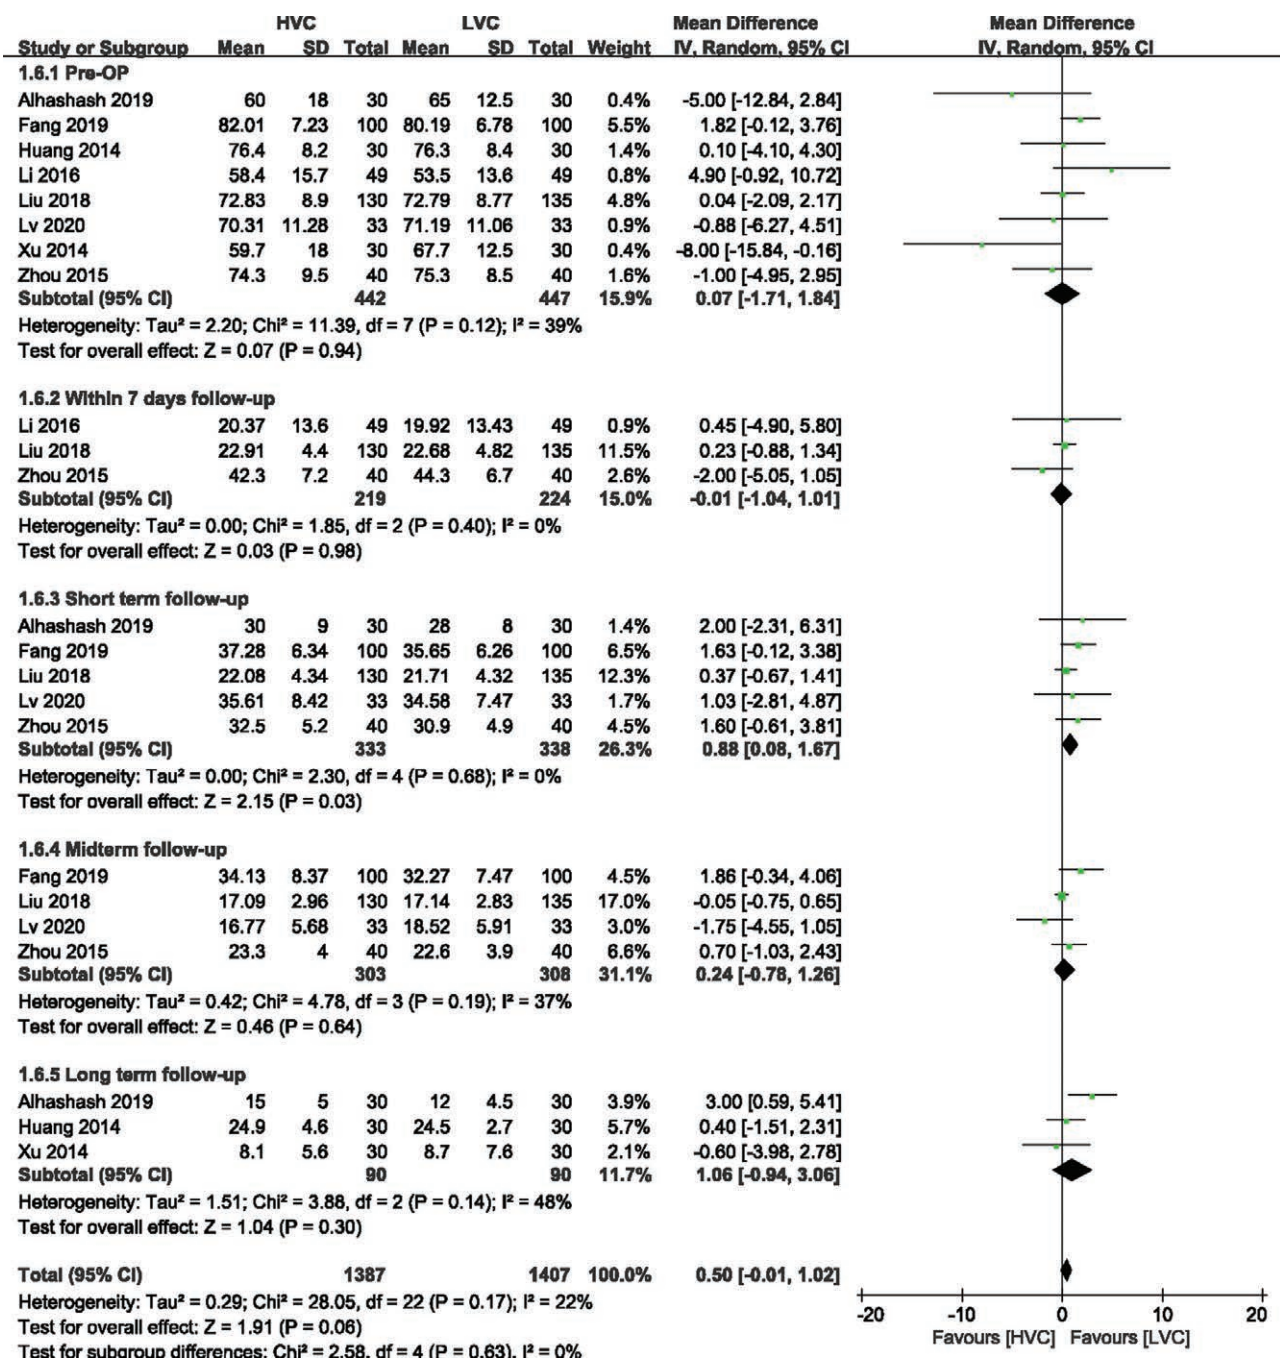 HVC LVC Mean Difference Mean Difference
Study or Subgroup Mean SD Total Mean SD Total Weight IV, Random, 95% CI IV, Random, 95% CI
1.6.1 Pre-OP
Alhashash 2019 60 18 30 65 12.5 30 0.4% -5.00 [-12.84, 2.84]
Fang 2019 82.01 7.23 100 80.19 6.78 100 5.5% 1.82 [-0.12, 3.76]
Huang 2014 76.4 8.2 30 76.3 8.4 30 1.4% 0.10 [-4.10, 4.30]
Li 2016 58.4 15.7 49 53.5 13.6 49 0.8% 4.90 [-0.92, 10.72]
Liu 2018 72.83 8.9 130 72.79 8.77 135 4.8% 0.04 [-2.09, 2.17]
Lv 2020 70.31 11.28 33 71.19 11.06 33 0.9% -0.88 [-6.27, 4.51]
Xu 2014 59.7 18 30 67.7 12.5 30 0.4% -8.00 [-15.84, -0.16]
Zhou 2015 74.3 9.5 40 75.3 8.5 40 1.6% -1.00 [-4.95, 2.95]
Subtotal (95% CI) 442 447 15.9% 0.07 [-1.71, 1.84]
Heterogeneity: Tau² = 2.20; Chi² = 11.39, df = 7 (P = 0.12); I² = 39%
Test for overall effect: Z = 0.07 (P = 0.94)
1.6.2 Within 7 days follow-up
Li 2016 20.37 13.6 49 19.92 13.43 49 0.9% 0.45 [-4.90, 5.80]
Liu 2018 22.91 4.4 130 22.68 4.82 135 11.5% 0.23 [-0.88, 1.34]
Zhou 2015 42.3 7.2 40 44.3 6.7 40 2.6% -2.00 [-5.05, 1.05]
Subtotal (95% CI) 219 224 15.0% -0.01 [-1.04, 1.01]
Heterogeneity: Tau² = 0.00; Chi² = 1.85, df = 2 (P = 0.40); I² = 0%
Test for overall effect: Z = 0.03 (P = 0.98)
1.6.3 Short term follow-up
Alhashash 2019 30 9 30 28 8 30 1.4% 2.00 [-2.31, 6.31]
Fang 2019 37.28 6.34 100 35.65 6.26 100 6.5% 1.63 [-0.12, 3.38]
Liu 2018 22.08 4.34 130 21.71 4.32 135 12.3% 0.37 [-0.67, 1.41]
Lv 2020 35.61 8.42 33 34.58 7.47 33 1.7% 1.03 [-2.81, 4.87]
Zhou 2015 32.5 5.2 40 30.9 4.9 40 4.5% 1.60 [-0.61, 3.81]
Subtotal (95% CI) 333 338 26.3% 0.88 [0.08, 1.67]
Heterogeneity: Tau² = 0.00; Chi² = 2.30, df = 4 (P = 0.68); I² = 0%
Test for overall effect: Z = 2.15 (P = 0.03)
1.6.4 Midterm follow-up
Fang 2019 34.13 8.37 100 32.27 7.47 100 4.5% 1.86 [-0.34, 4.06]
Liu 2018 17.09 2.96 130 17.14 2.83 135 17.0% -0.05 [-0.75, 0.65]
Lv 2020 16.77 5.68 33 18.52 5.91 33 3.0% -1.75 [-4.55, 1.05]
Zhou 2015 23.3 4 40 22.6 3.9 40 6.6% 0.70 [-1.03, 2.43]
Subtotal (95% CI) 303 308 31.1% 0.24 [-0.78, 1.26]
Heterogeneity: Tau² = 0.42; Chi² = 4.78, df = 3 (P = 0.19); I² = 37%
Test for overall effect: Z = 0.46 (P = 0.64)
1.6.5 Long term follow-up
Alhashash 2019 15 5 30 12 4.5 30 3.9% 3.00 [0.59, 5.41]
Huang 2014 24.9 4.6 30 24.5 2.7 30 5.7% 0.40 [-1.51, 2.31]
Xu 2014 8.1 5.6 30 8.7 7.6 30 2.1% -0.60 [-3.98, 2.78]
Subtotal (95% CI) 90 90 11.7% 1.06 [-0.94, 3.06]
Heterogeneity: Tau² = 1.51; Chi² = 3.88, df = 2 (P = 0.14); I² = 48%
Test for overall effect: Z = 1.04 (P = 0.30)
Total (95% CI) 1387 1407 100.0% 0.50 [-0.01, 1.02]
Heterogeneity: Tau² = 0.29; Chi² = 28.05, df = 22 (P = 0.17); I² = 22%
-20 -10 0 10 20
Test for overall effect: Z = 1.91 (P = 0.06)
Favours [HVC] Favours [LVC]
Test for subgroup differences: Chi² = 2.58, df = 4 (P = 0.63), I² = 0%